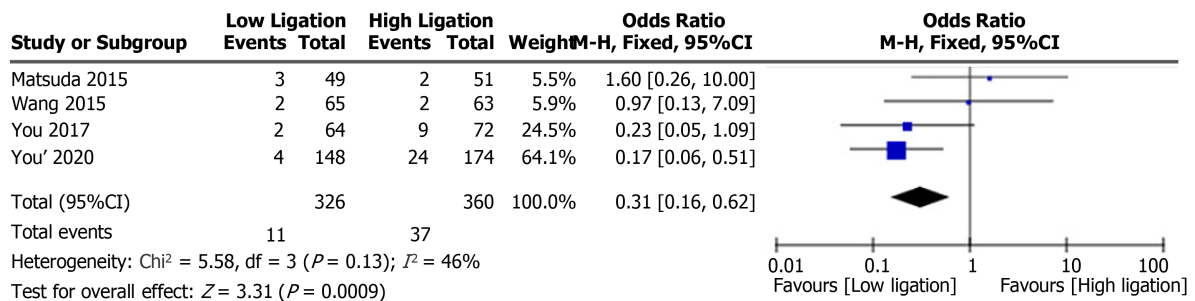 Low Ligation High Ligation Odds Ratio Odds Ratio
Study or Subgroup Events Total Events Total Weight M-H, Fixed, 95%CI M-H, Fixed, 95%CI
Matsuda 2015 3 49 2 51 5.5% 1.60 [0.26, 10.00]
Wang 2015 2 65 2 63 5.9% 0.97 [0.13, 7.09]
You 2017 2 64 9 72 24.5% 0.23 [0.05, 1.09]
You’ 2020 4 148 24 174 64.1% 0.17 [0.06, 0.51]
Total (95%CI) 326 360 100.0% 0.31 [0.16, 0.62]
Total events 11 37
Heterogeneity: Chi² = 5.58, df = 3 (P = 0.13); I² = 46%
Test for overall effect: Z = 3.31 (P = 0.0009)
0.01 0.1 1 10 100
Favours [Low ligation] Favours [High ligation]